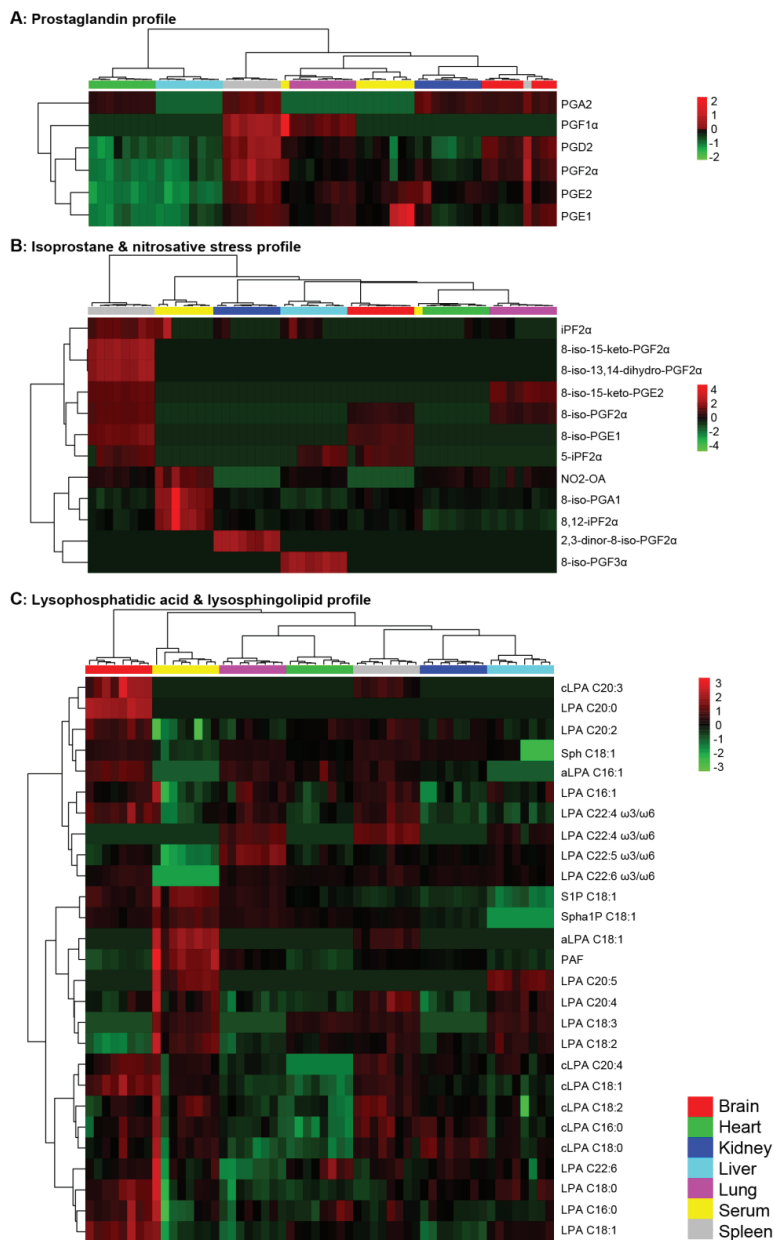 A: Prostaglandin profile
PGA2
PGF1α
PGD2
PGF2α
PGE2
PGE1
2
1
0
-1
-2
B: Isoprostane & nitrosative stress profile
iPF2α
8-iso-15-keto-PGF2α
8-iso-13,14-dihydro-PGF2α
8-iso-15-keto-PGE2
8-iso-PGF2α
8-iso-PGE1
5-iPF2α
NO2-OA
8-iso-PGA1
8,12-iPF2α
2,3-dinor-8-iso-PGF2α
8-iso-PGF3α
4
2
0
-2
-4
C: Lysophosphatidic acid & lysosphingolipid profile
cLPA C20:3
LPA C20:0
LPA C20:2
Sph C18:1
aLPA C16:1
LPA C16:1
LPA C22:4 ω3/ω6
LPA C22:4 ω3/ω6
LPA C22:5 ω3/ω6
LPA C22:6 ω3/ω6
S1P C18:1
Spha1P C18:1
aLPA C18:1
PAF
LPA C20:5
LPA C20:4
LPA C18:3
LPA C18:2
cLPA C20:4
cLPA C18:1
cLPA C18:2
cLPA C16:0
cLPA C18:0
LPA C22:6
LPA C18:0
LPA C16:0
LPA C18:1
3
2
1
0
-1
-2
-3
Brain
Heart
Kidney
Liver
Lung
Serum
Spleen